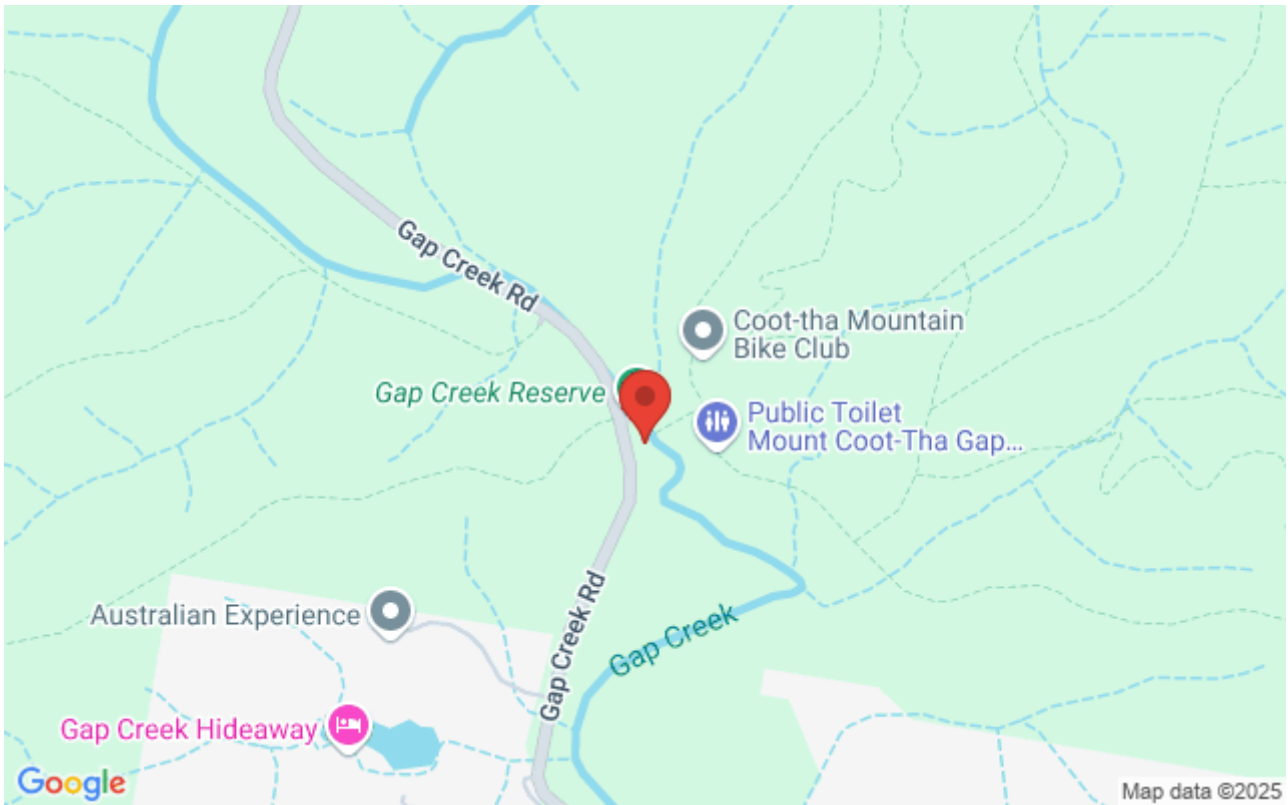 Gap Creek Rd
Coot-tha Mountain
Bike Club
Gap Creek Reserve
Public Toilet
Mount Coot-Tha Gap...
Australian Experience
Gap Creek Rd
Gap Creek
Gap Creek Hideaway
Google
Map data ©2025